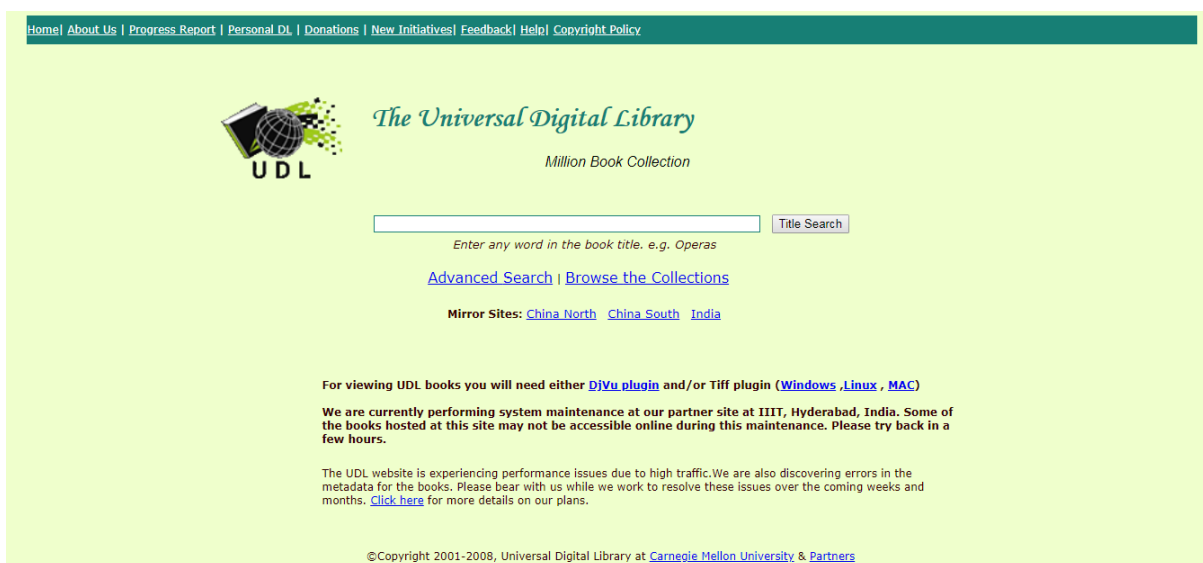 Home| About Us | Progress Report | Personal DL | Donations | New Initiatives| Feedback| Help| Copyright Policy
UDL
The Universal Digital Library
Million Book Collection
Title Search
Enter any word in the book title. e.g. Operas
Advanced Search | Browse the Collections
Mirror Sites: China North China South India
For viewing UDL books you will need either DjVu plugin and/or Tiff plugin (Windows ,Linux , MAC)
We are currently performing system maintenance at our partner site at IIIT, Hyderabad, India. Some of
the books hosted at this site may not be accessible online during this maintenance. Please try back in a
few hours.
The UDL website is experiencing performance issues due to high traffic.We are also discovering errors in the
metadata for the books. Please bear with us while we work to resolve these issues over the coming weeks and
months. Click here for more details on our plans.
©Copyright 2001-2008, Universal Digital Library at Carnegie Mellon University & Partners